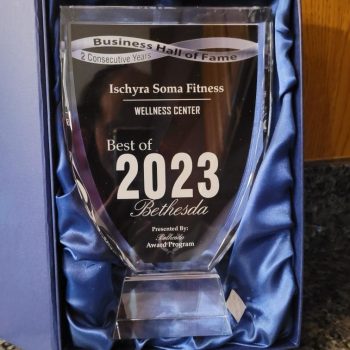 Business Hall of Fame
2 Consecutive Years
Ischyra Soma Fitness
WELLNESS CENTER
Best of
2023
Bethesda
Presented By:
Award Program